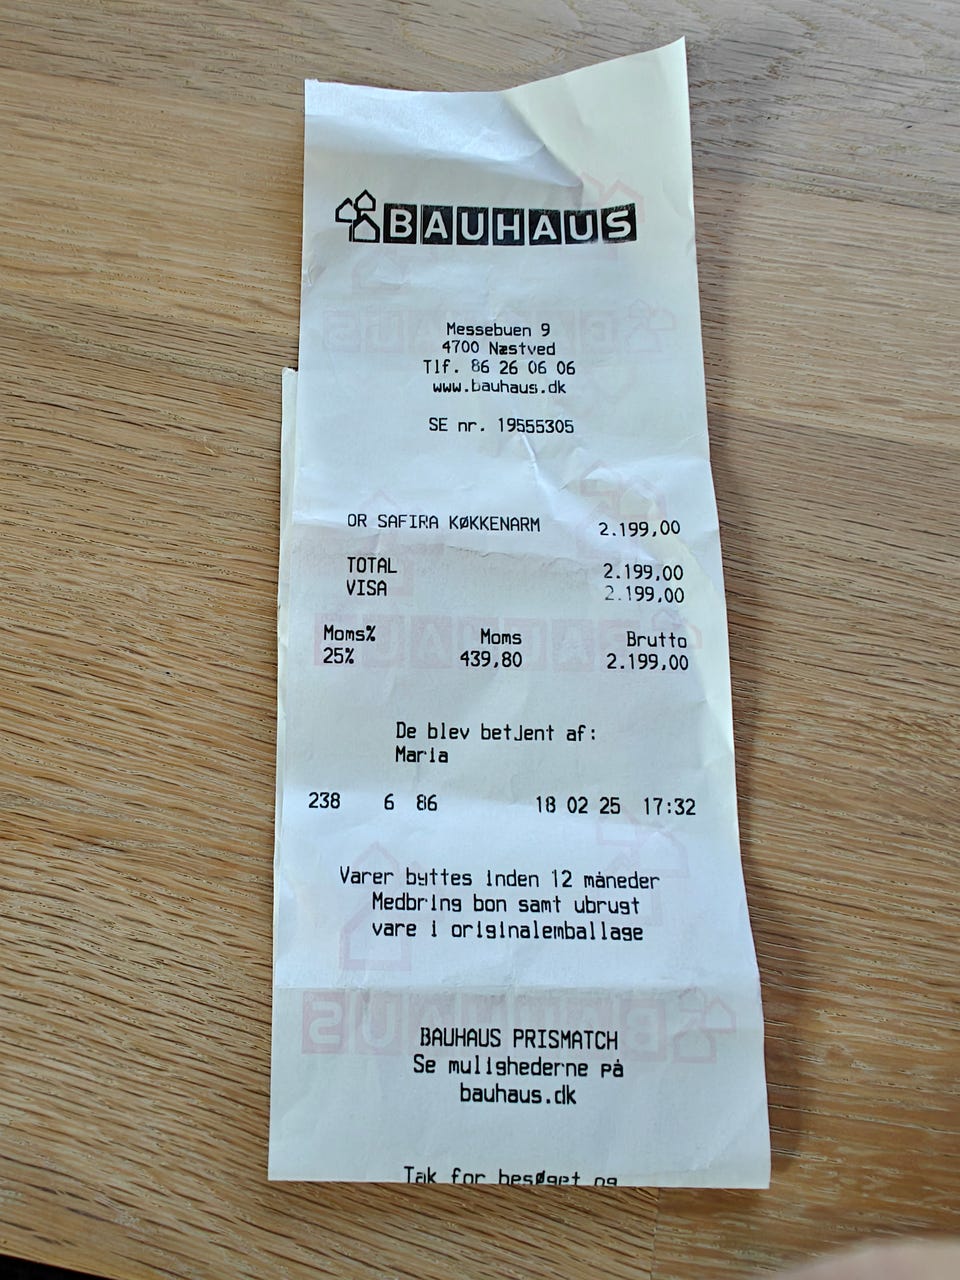 BAUHAUS
Messebuen 9
4700 Næstved
Tlf. 86 26 06 06
www.bauhaus.dk
SE nr. 19555305
OR SAFIRA KØKKENARM 2.199,00
TOTAL 2.199,00
VISA 2.199,00
Moms% Moms Brutto
25% 439,80 2.199,00
De blev betjent af:
Maria
238 6 86 18 02 25 17:32
Varer byttes inden 12 måneder
Medbring bon samt ubrugt
vare i originalemballage
BAUHAUS PRISMATCH
Se mulighederne på
bauhaus.dk
Tak for besøget og